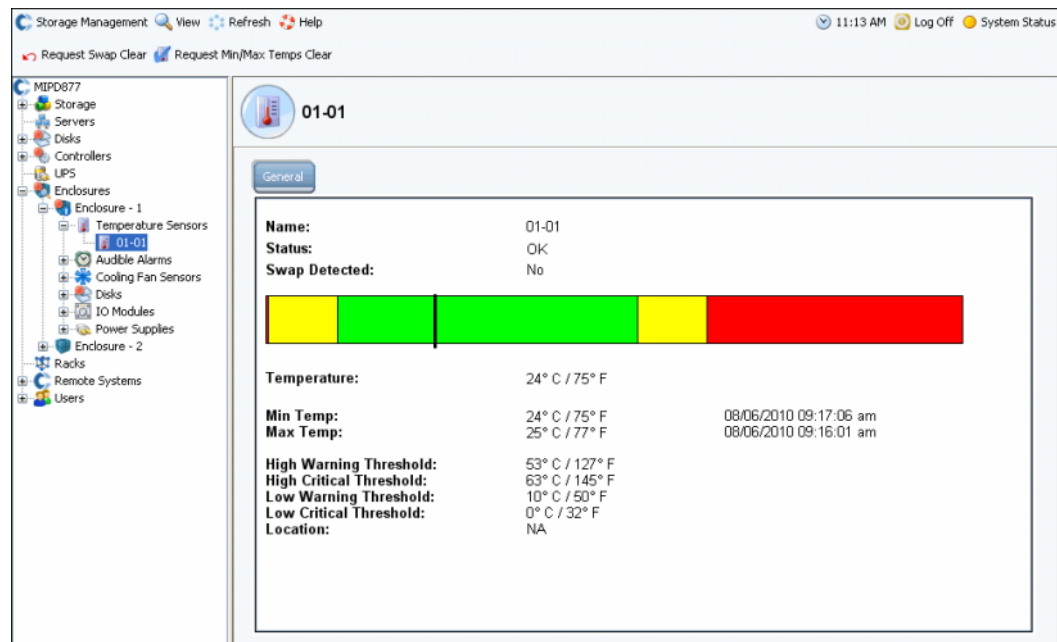 Storage Management View Refresh Help 11:13 AM Log Off System Status
Request Swap Clear Request Min/Max Temps Clear
MIPD877
Storage
Servers
Disks
Controllers
UPS
Enclosures
Enclosure - 1
Temperature Sensors
01-01
Audible Alarms
Cooling Fan Sensors
Disks
IO Modules
Power Supplies
Enclosure - 2
Racks
Remote Systems
Users
01-01
General
Name: 01-01
Status: OK
Swap Detected: No
Temperature: 24° C / 75° F
Min Temp: 24° C / 75° F 08/06/2010 09:17:06 am
Max Temp: 25° C / 77° F 08/06/2010 09:16:01 am
High Warning Threshold: 53° C / 127° F
High Critical Threshold: 63° C / 145° F
Low Warning Threshold: 10° C / 50° F
Low Critical Threshold: 0° C / 32° F
Location: NA